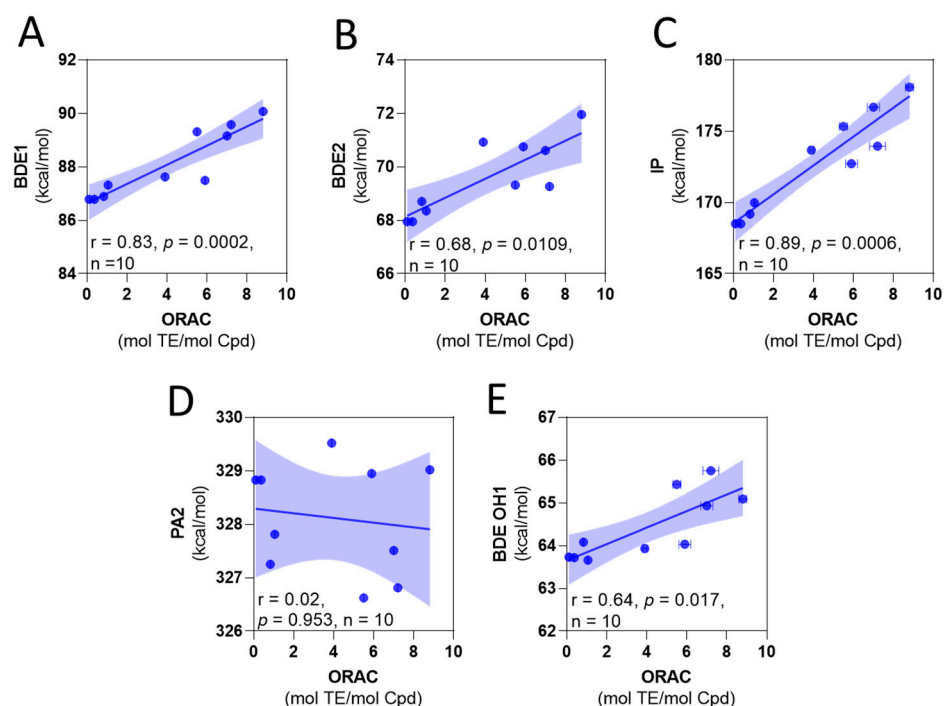 A
92
90
88
86
84
BDE1
(kcal/mol)
r = 0.83, p = 0.0002,
n =10
0 2 4 6 8 10
ORAC
(mol TE/mol Cpd)
B
74
72
70
68
66
BDE2
(kcal/mol)
r = 0.68, p = 0.0109,
n = 10
0 2 4 6 8 10
ORAC
(mol TE/mol Cpd)
C
180
175
170
165
IP
(kcal/mol)
r = 0.89, p = 0.0006,
n = 10
0 2 4 6 8 10
ORAC
(mol TE/mol Cpd)
D
330
329
328
327
326
PA2
(kcal/mol)
r = 0.02,
p = 0.953, n = 10
0 2 4 6 8 10
ORAC
(mol TE/mol Cpd)
E
67
66
65
64
63
62
BDE OH1
(kcal/mol)
r = 0.64, p = 0.017,
n = 10
0 2 4 6 8 10
ORAC
(mol TE/mol Cpd)